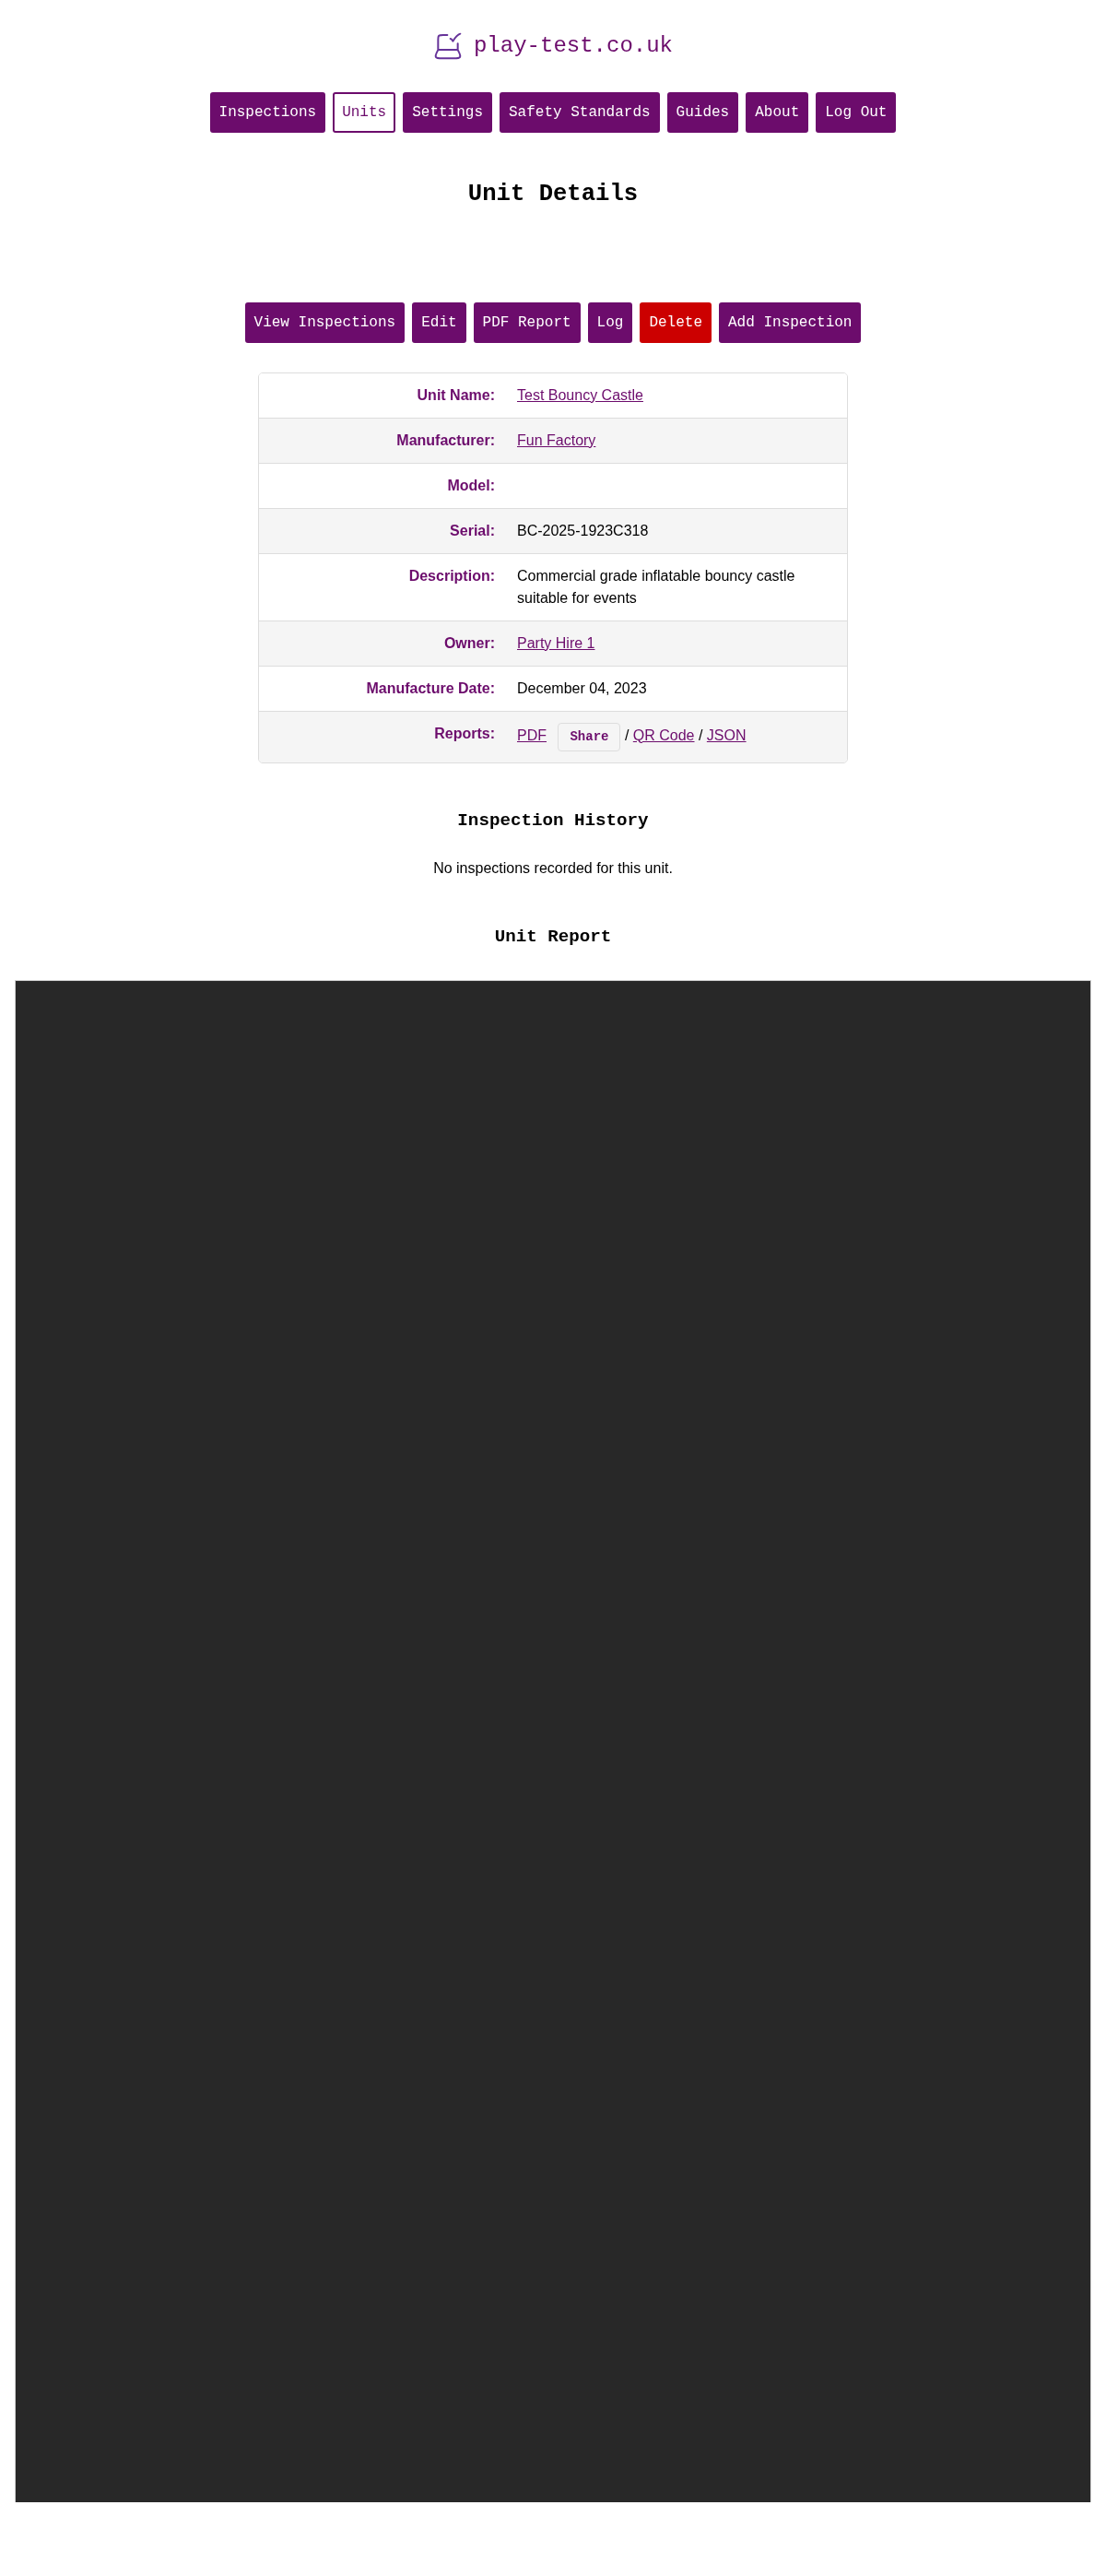 play-test.co.uk
Inspections Units Settings Safety Standards Guides About Log Out
Unit Details
View Inspections Edit PDF Report Log Delete Add Inspection
Unit Name: Test Bouncy Castle
Manufacturer: Fun Factory
Model:
Serial: BC-2025-1923C318
Description: Commercial grade inflatable bouncy castle
suitable for events
Owner: Party Hire 1
Manufacture Date: December 04, 2023
Reports: PDF Share / QR Code / JSON
Inspection History
No inspections recorded for this unit.
Unit Report